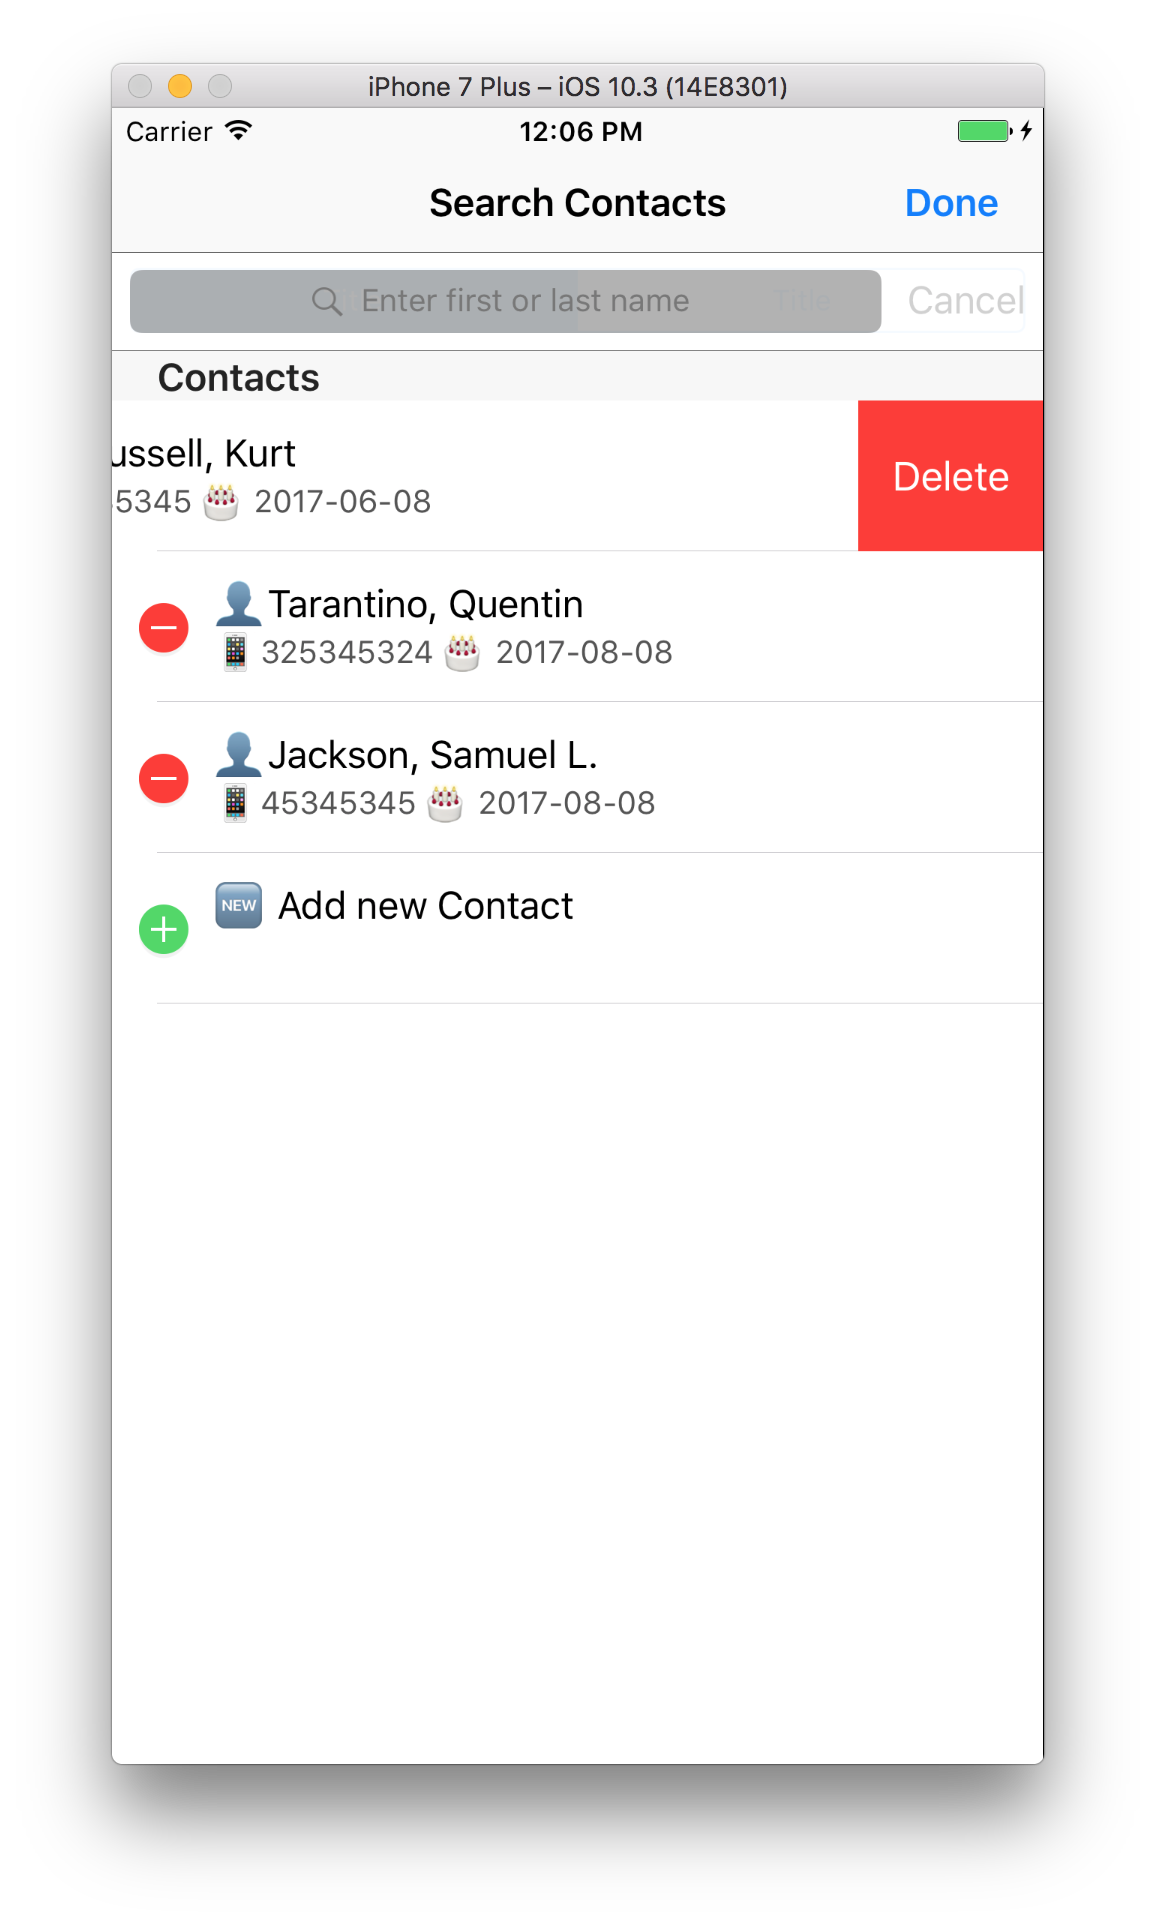 iPhone 7 Plus – iOS 10.3 (14E8301)
Carrier 12:06 PM
Search Contacts Done
Enter first or last name Title Cancel
Contacts
ussell, Kurt
5345 🎂 2017-06-08
Delete
👤Tarantino, Quentin
📱325345324 🎂 2017-08-08
👤Jackson, Samuel L.
📱45345345 🎂 2017-08-08
🆕 Add new Contact